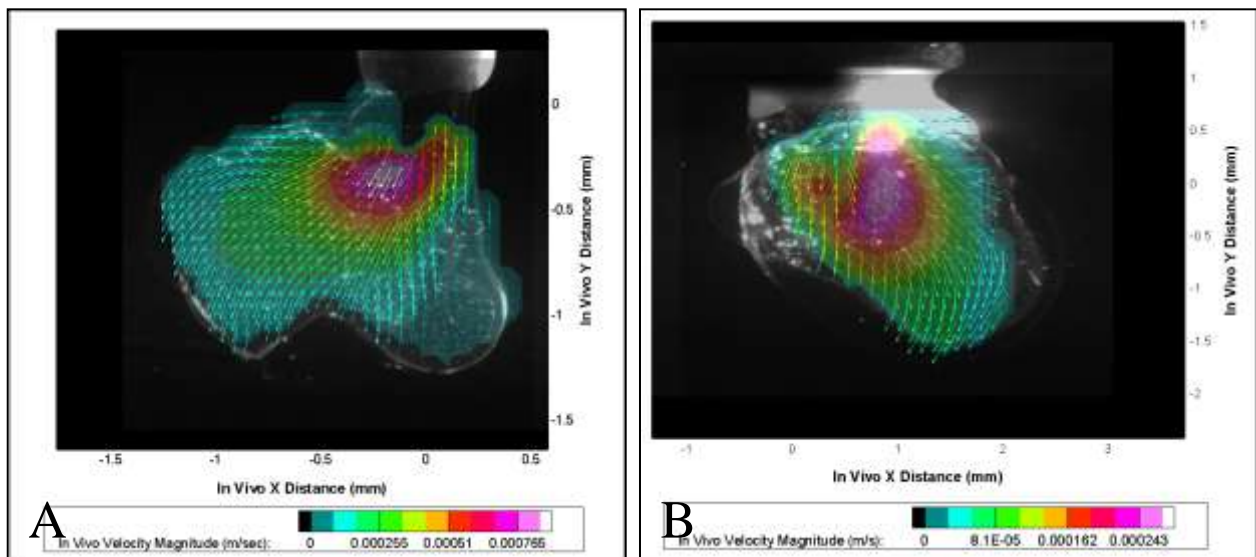 0
-0.5
-1
-1.5
In Vivo Y Distance (mm)
-1.5 -1 -0.5 0 0.5
In Vivo X Distance (mm)
A
In Vivo Velocity Magnitude (m/sec): 0 0.000255 0.00051 0.000765
1.5
1
0.5
0
-0.5
-1
-1.5
-2
In Vivo Y Distance (mm)
-1 0 1 2 3
In Vivo X Distance (mm)
B
In Vivo Velocity Magnitude (m/s): 0 8.1E-05 0.000162 0.000243